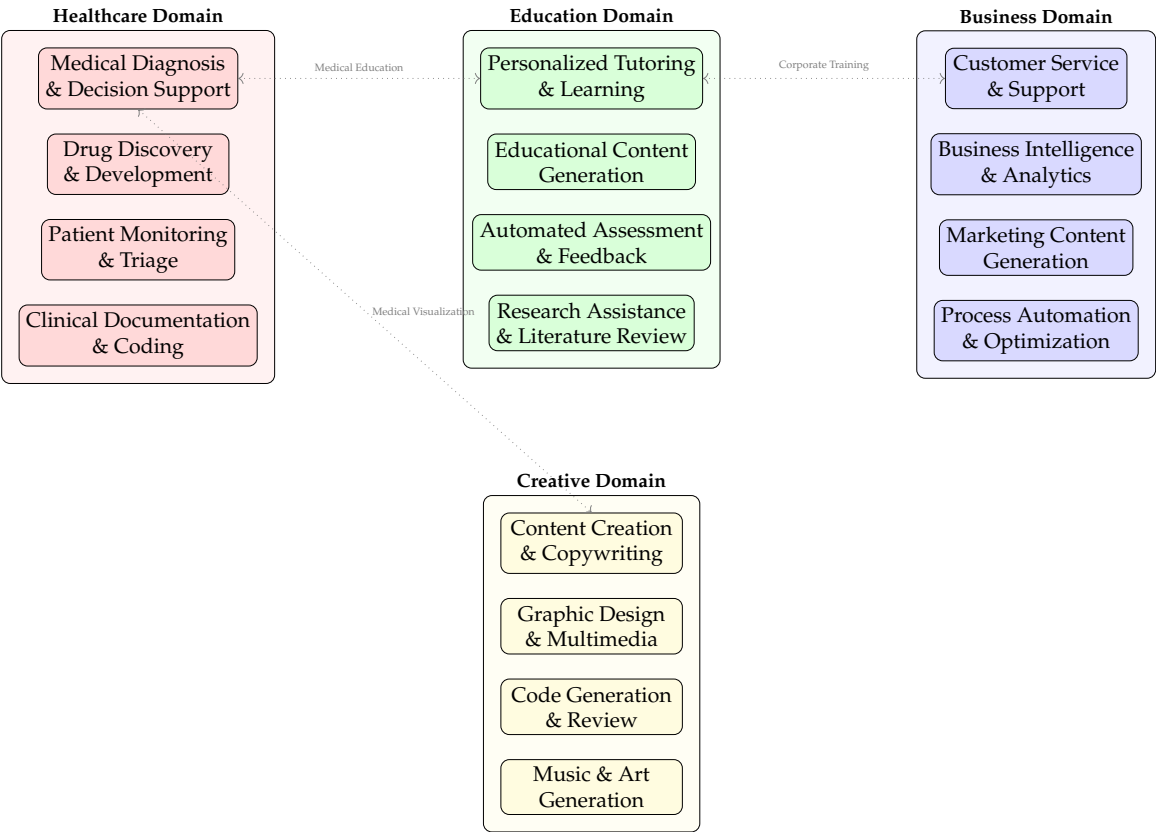 Healthcare Domain
Medical Diagnosis
& Decision Support
Drug Discovery
& Development
Patient Monitoring
& Triage
Clinical Documentation
& Coding
Medical Education
Education Domain
Personalized Tutoring
& Learning
Educational Content
Generation
Automated Assessment
& Feedback
Research Assistance
& Literature Review
Corporate Training
Business Domain
Customer Service
& Support
Business Intelligence
& Analytics
Marketing Content
Generation
Process Automation
& Optimization
Medical Visualization
Creative Domain
Content Creation
& Copywriting
Graphic Design
& Multimedia
Code Generation
& Review
Music & Art
Generation